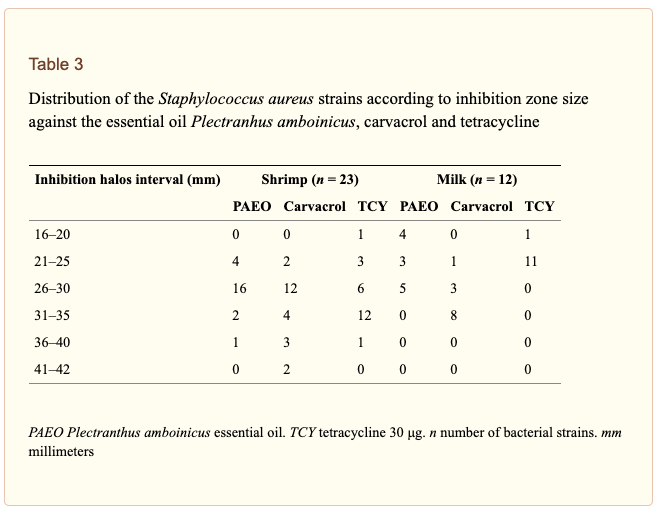 Table 3
Distribution of the Staphylococcus aureus strains according to inhibition zone size
against the essential oil Plectranhus amboinicus, carvacrol and tetracycline
Inhibition halos interval (mm) Shrimp (n = 23) Milk (n = 12)
PAEO Carvacrol TCY PAEO Carvacrol TCY
16–20 0 0 1 4 0 1
21–25 4 2 3 3 1 11
26–30 16 12 6 5 3 0
31–35 2 4 12 0 8 0
36–40 1 3 1 0 0 0
41–42 0 2 0 0 0 0
PAEO Plectranthus amboinicus essential oil. TCY tetracycline 30 μg. n number of bacterial strains. mm
millimeters